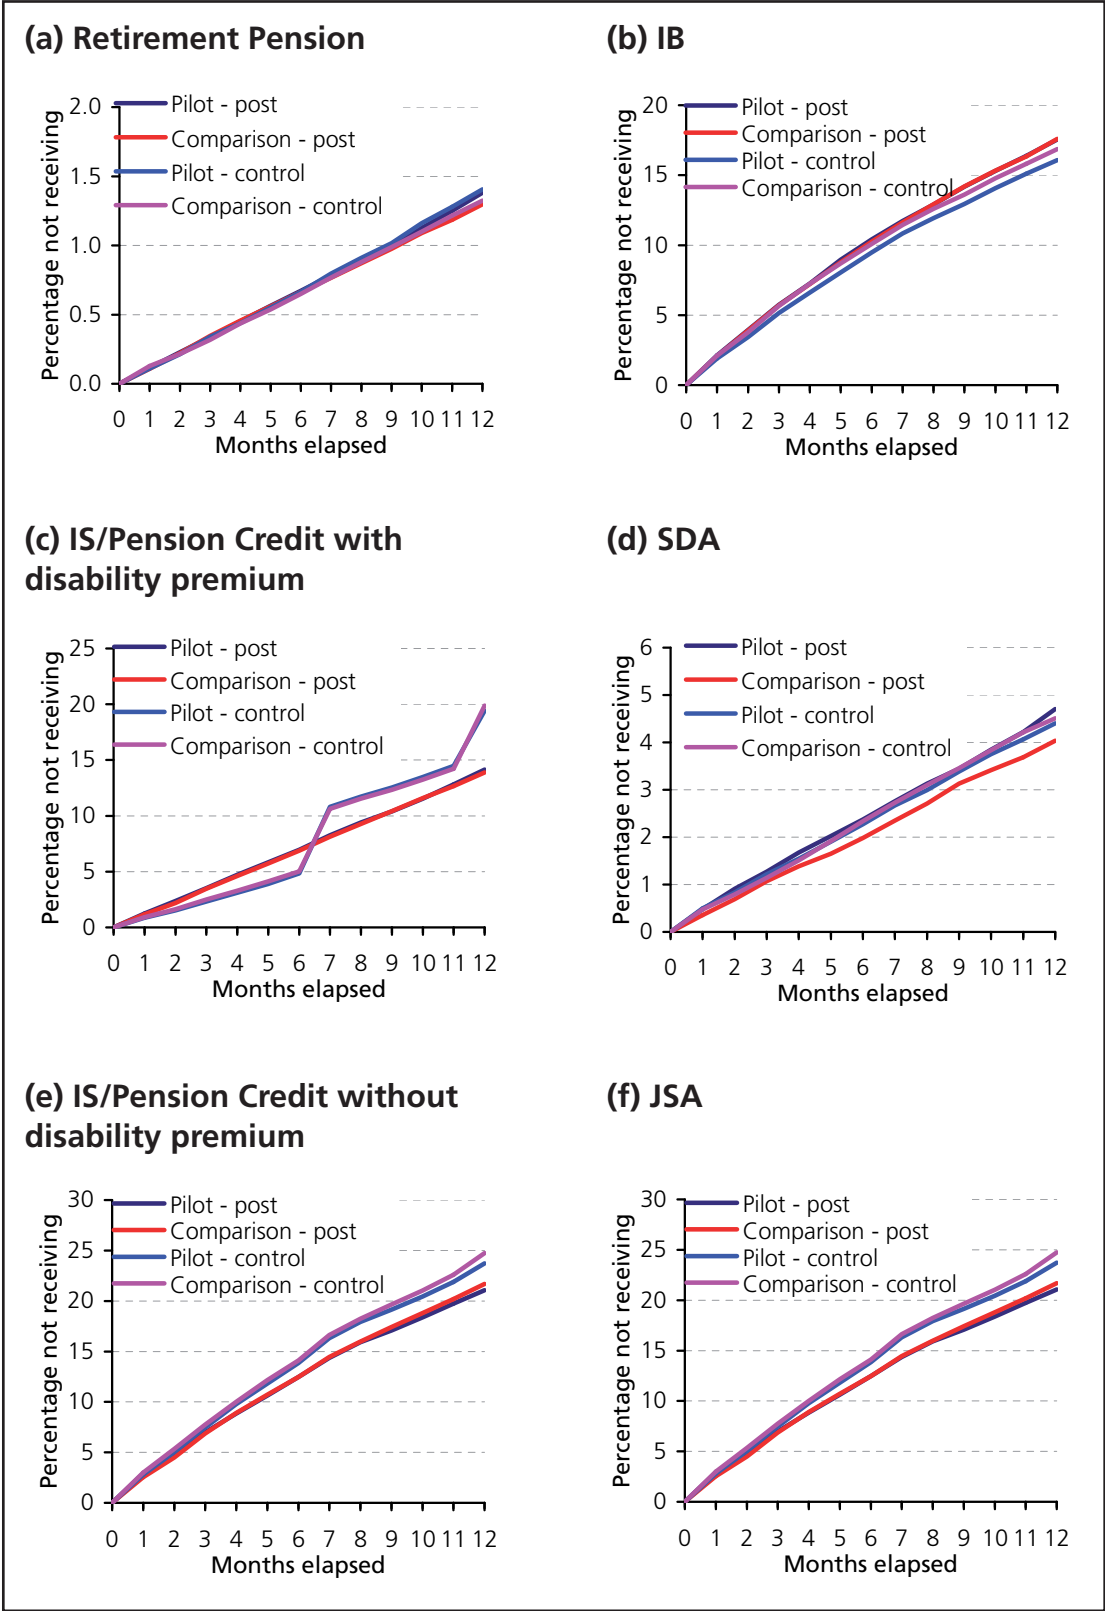 (a) Retirement Pension
Percentage not receiving
2.0
1.5
1.0
0.5
0.0
Pilot - post
Comparison - post
Pilot - control
Comparison - control
0 1 2 3 4 5 6 7 8 9 10 11 12
Months elapsed
(b) IB
Percentage not receiving
20
15
10
5
0
Pilot - post
Comparison - post
Pilot - control
Comparison - control
0 1 2 3 4 5 6 7 8 9 10 11 12
Months elapsed
(c) IS/Pension Credit with
disability premium
Percentage not receiving
25
20
15
10
5
0
Pilot - post
Comparison - post
Pilot - control
Comparison - control
0 1 2 3 4 5 6 7 8 9 10 11 12
Months elapsed
(d) SDA
Percentage not receiving
6
5
4
3
2
1
0
Pilot - post
Comparison - post
Pilot - control
Comparison - control
0 1 2 3 4 5 6 7 8 9 10 11 12
Months elapsed
(e) IS/Pension Credit without
disability premium
Percentage not receiving
30
25
20
15
10
5
0
Pilot - post
Comparison - post
Pilot - control
Comparison - control
0 1 2 3 4 5 6 7 8 9 10 11 12
Months elapsed
(f) JSA
Percentage not receiving
30
25
20
15
10
5
0
Pilot - post
Comparison - post
Pilot - control
Comparison - control
0 1 2 3 4 5 6 7 8 9 10 11 12
Months elapsed